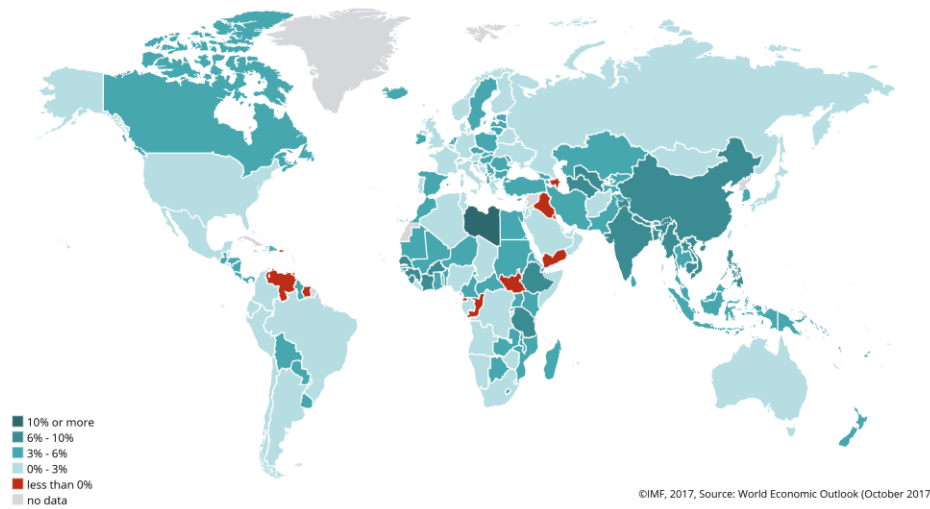 10% or more
6% - 10%
3% - 6%
0% - 3%
less than 0%
no data
©IMF, 2017, Source: World Economic Outlook (October 2017